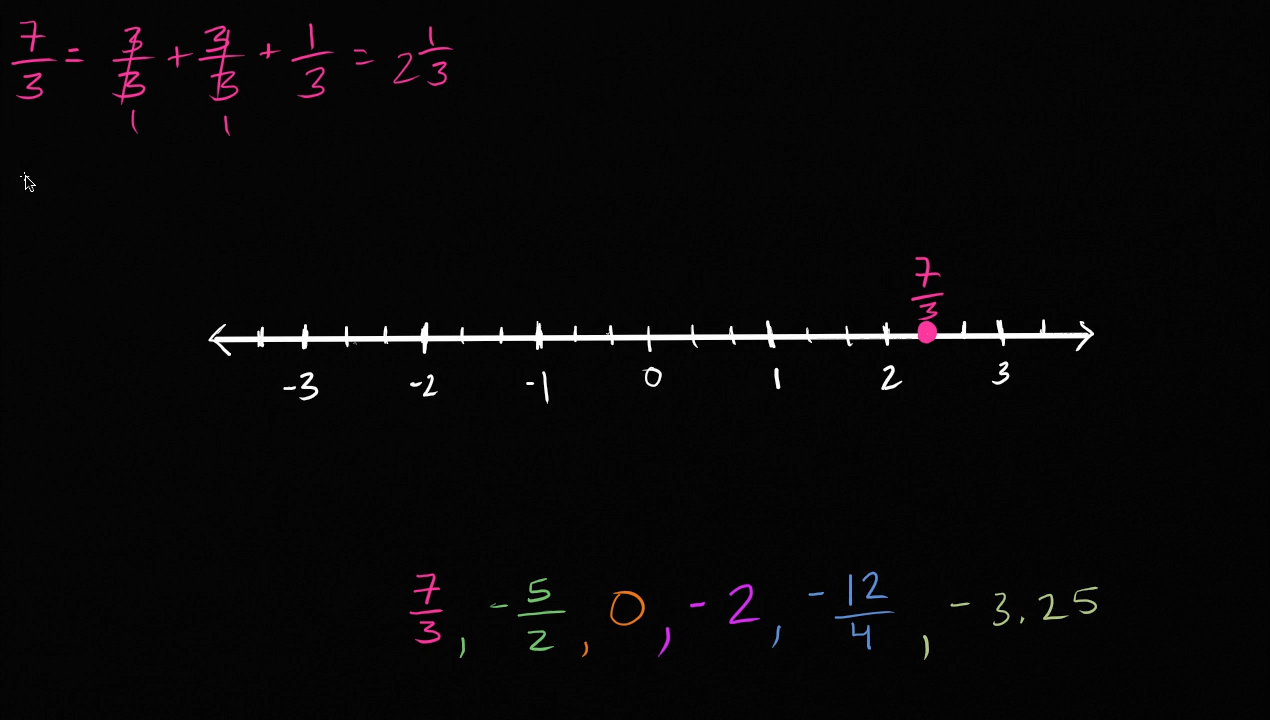 7/3 = 3/3 + 3/3 + 1/3 = 2 1/3
1 1
7/3
-3 -2 -1 0 1 2 3
7/3, -5/2, 0, -2, -12/4, -3.25